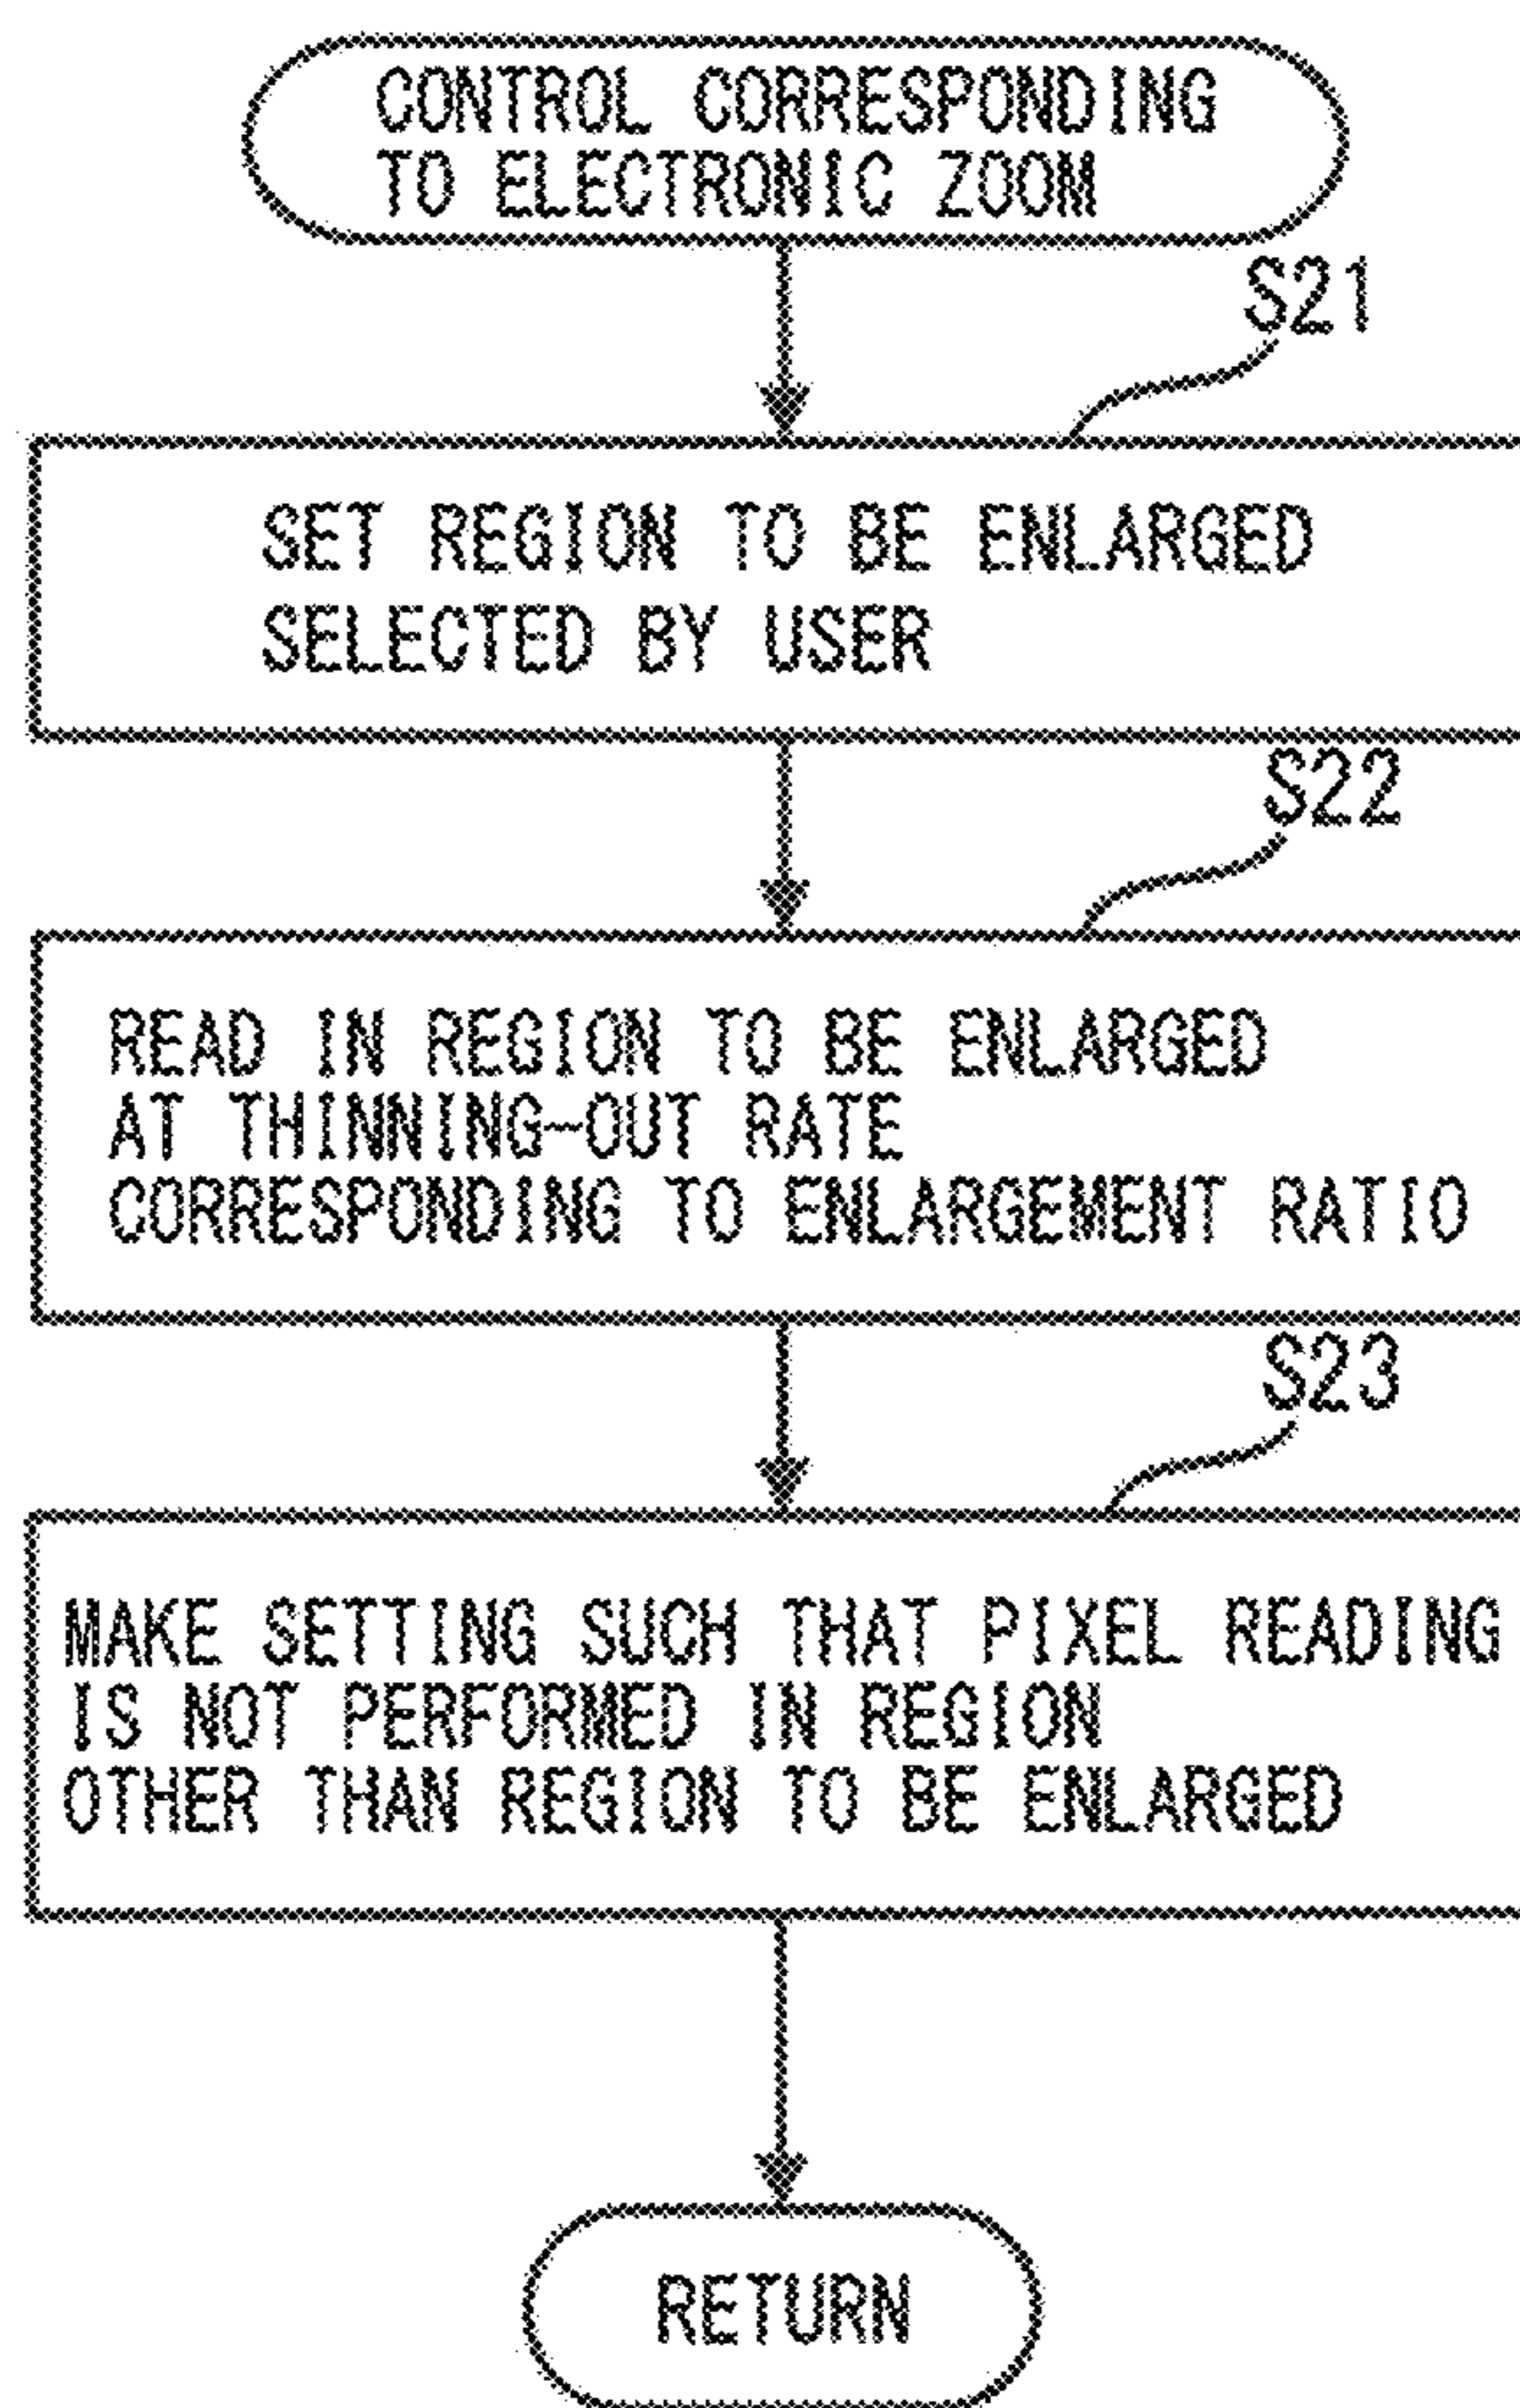 CONTROL CORRESPONDING
TO ELECTRONIC ZOOM
S21
SET REGION TO BE ENLARGED
SELECTED BY USER
S22
READ IN REGION TO BE ENLARGED
AT THINNING-OUT RATE
CORRESPONDING TO ENLARGEMENT RATIO
S23
MAKE SETTING SUCH THAT PIXEL READING
IS NOT PERFORMED IN REGION
OTHER THAN REGION TO BE ENLARGED
RETURN